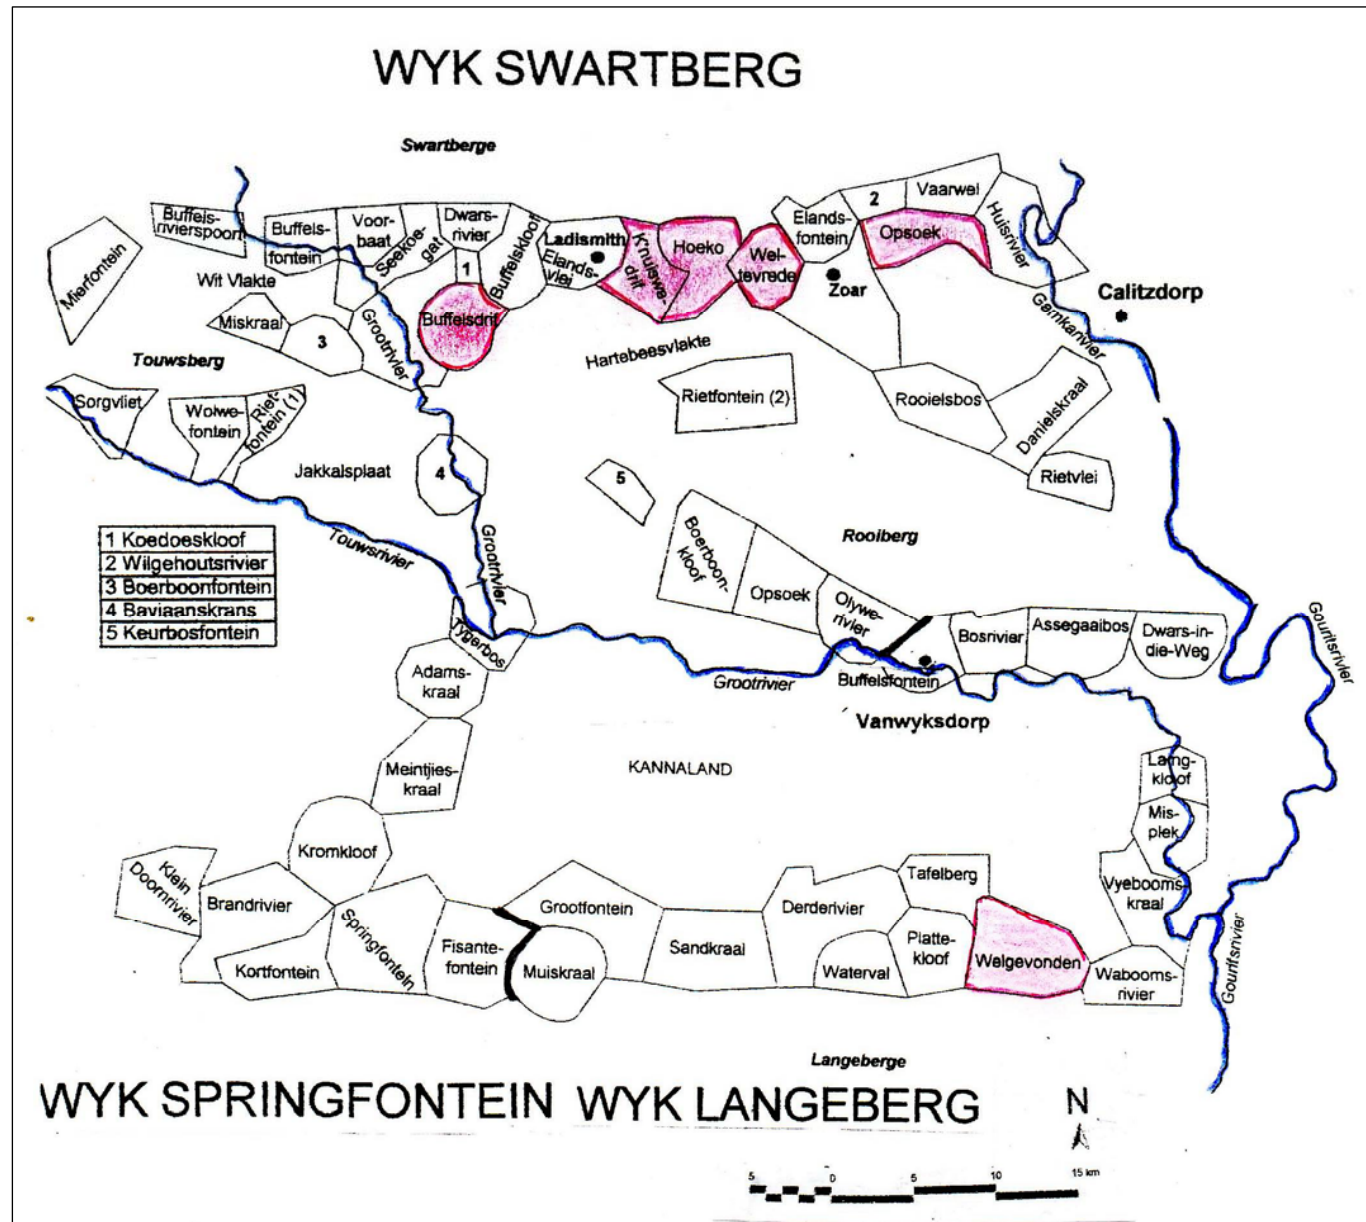 WYK SWARTBERG
Swartberge
Buffels-
rivierspoort
Buffels-
fontein
Voor-
baat
Seekoe-
gat
Dwars-
rivier
Buffelskloof
Ladismith
Elands-
vlei
K'nuiswe-
drif
Hoeko
Wel-
tevrede
Elands-
fontein
2
Vaarwel
Opsoek
Huisrivier
Mierfontein
Wit Vlakte
1
Zoar
Calitzdorp
Miskraal
3
Grootrivier
Buffelsdrif
Hartebeesvlakte
Gamkarivier
Touwsberg
Sorgvliet
Wolwe-
fontein
Riet-
fontein (1)
Rietfontein (2)
Rooielsbos
Danielskraal
Jakkalsplaat
4
5
Rietvlei
1 Koedoeskloof
2 Wilgehoutsrivier
3 Boerboonfontein
4 Baviaanskrans
5 Keurbosfontein
Touwsrivier
Grootrivier
Boerboon-
kloof
Rooiberg
Opsoek
Olywe-
rivier
Bosrivier
Assegaaibos
Dwars-in-
die-Weg
Gouritsrivier
Tygerbos
Adams-
kraal
Grootrivier
Buffelsfontein
Vanwyksdorp
Meintjies-
kraal
KANNALAND
Laing-
kloof
Mis-
plek
Kromkloof
Klein
Doornrivier
Brandrivier
Springfontein
Grootfontein
Derderivier
Tafelberg
Vyebooms-
kraal
Kortfontein
Fisante-
fontein
Muiskraal
Sandkraal
Waterval
Platte-
kloof
Welgevonden
Wabooms-
rivier
Gouritsrivier
Langeberge
WYK SPRINGFONTEIN WYK LANGEBERG
N
5 0 5 10 15 km